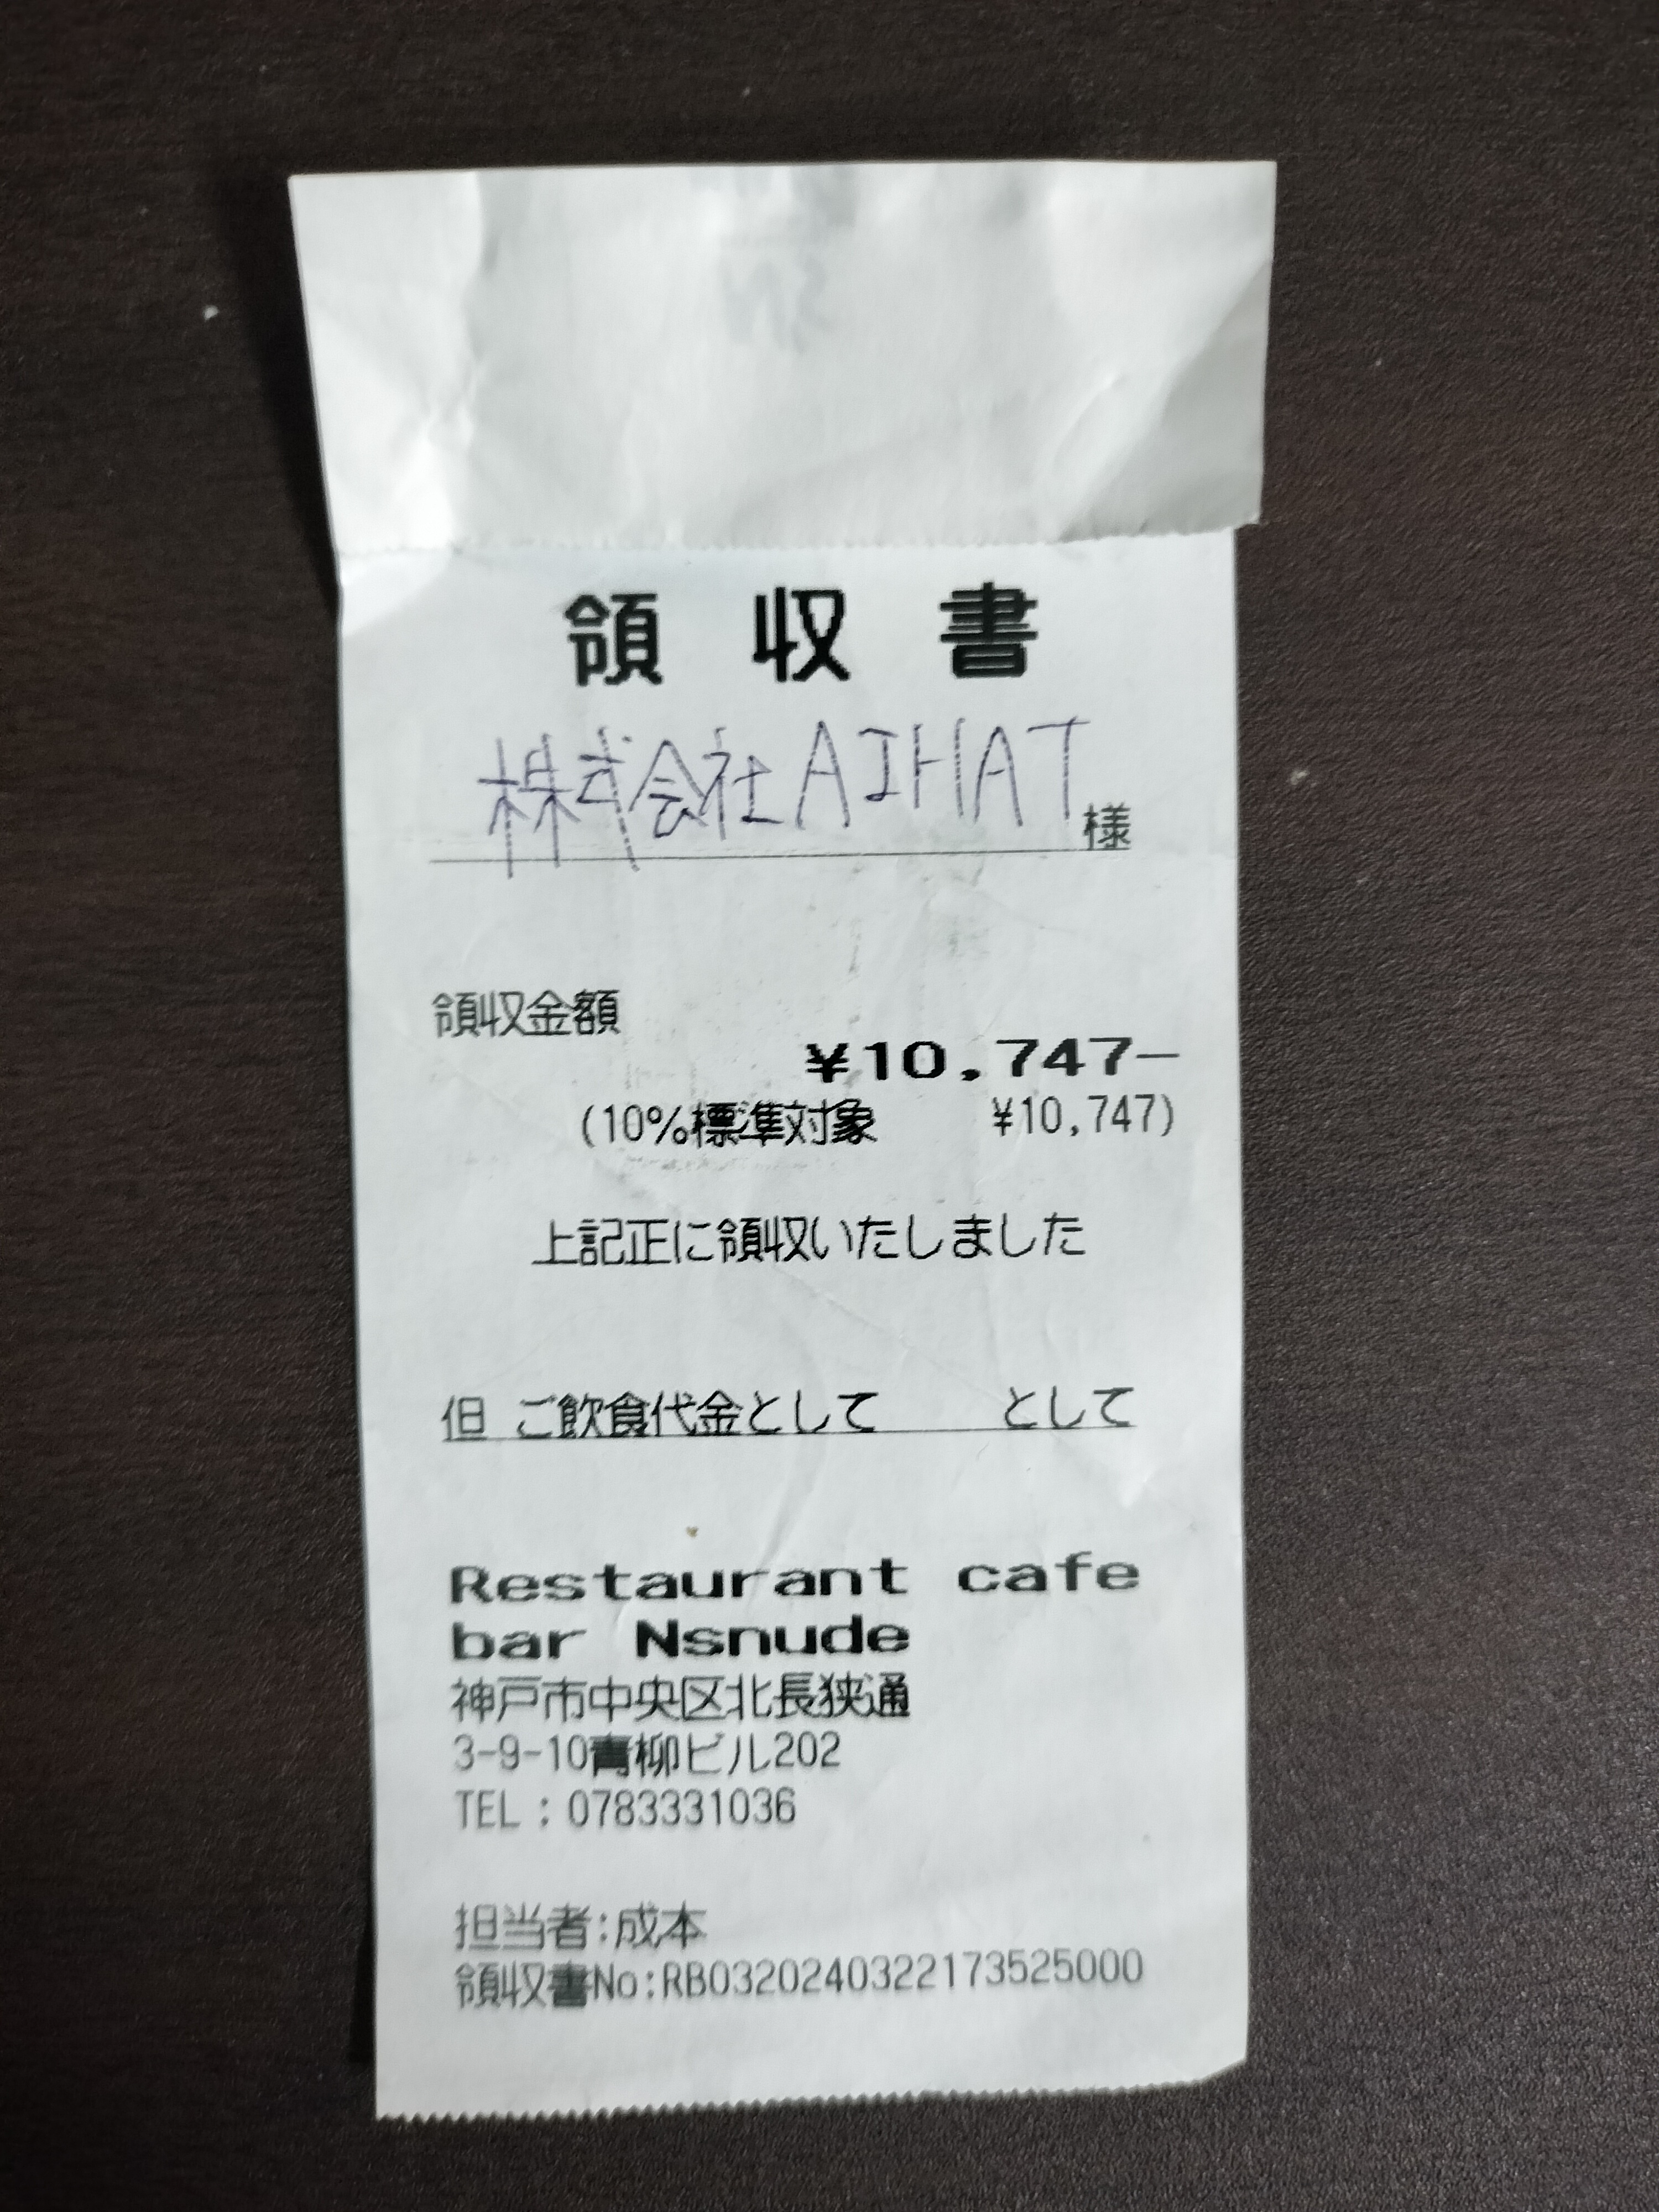 領 収 書
株式会社AIHAT 様
領収金額
¥10,747-
(10%標準対象 ¥10,747)
上記正に領収いたしました
但 ご飲食代金として として
Restaurant cafe
bar Nsnude
神戸市中央区北長狭通
3-9-10青柳ビル202
TEL：0783331036
担当者:成本
領収書No:RB0320240322173525000